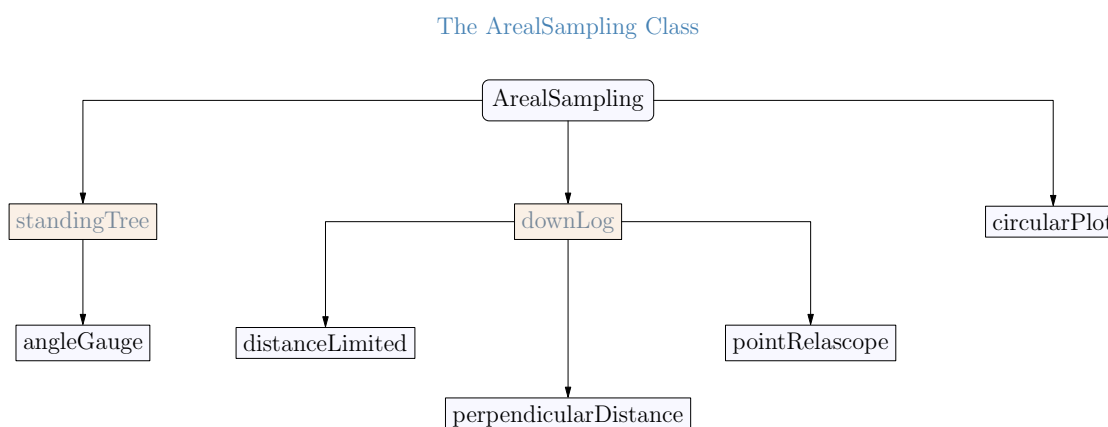 The ArealSampling Class
ArealSampling
standingTree
downLog
circularPlot
angleGauge
distanceLimited
pointRelascope
perpendicularDistance